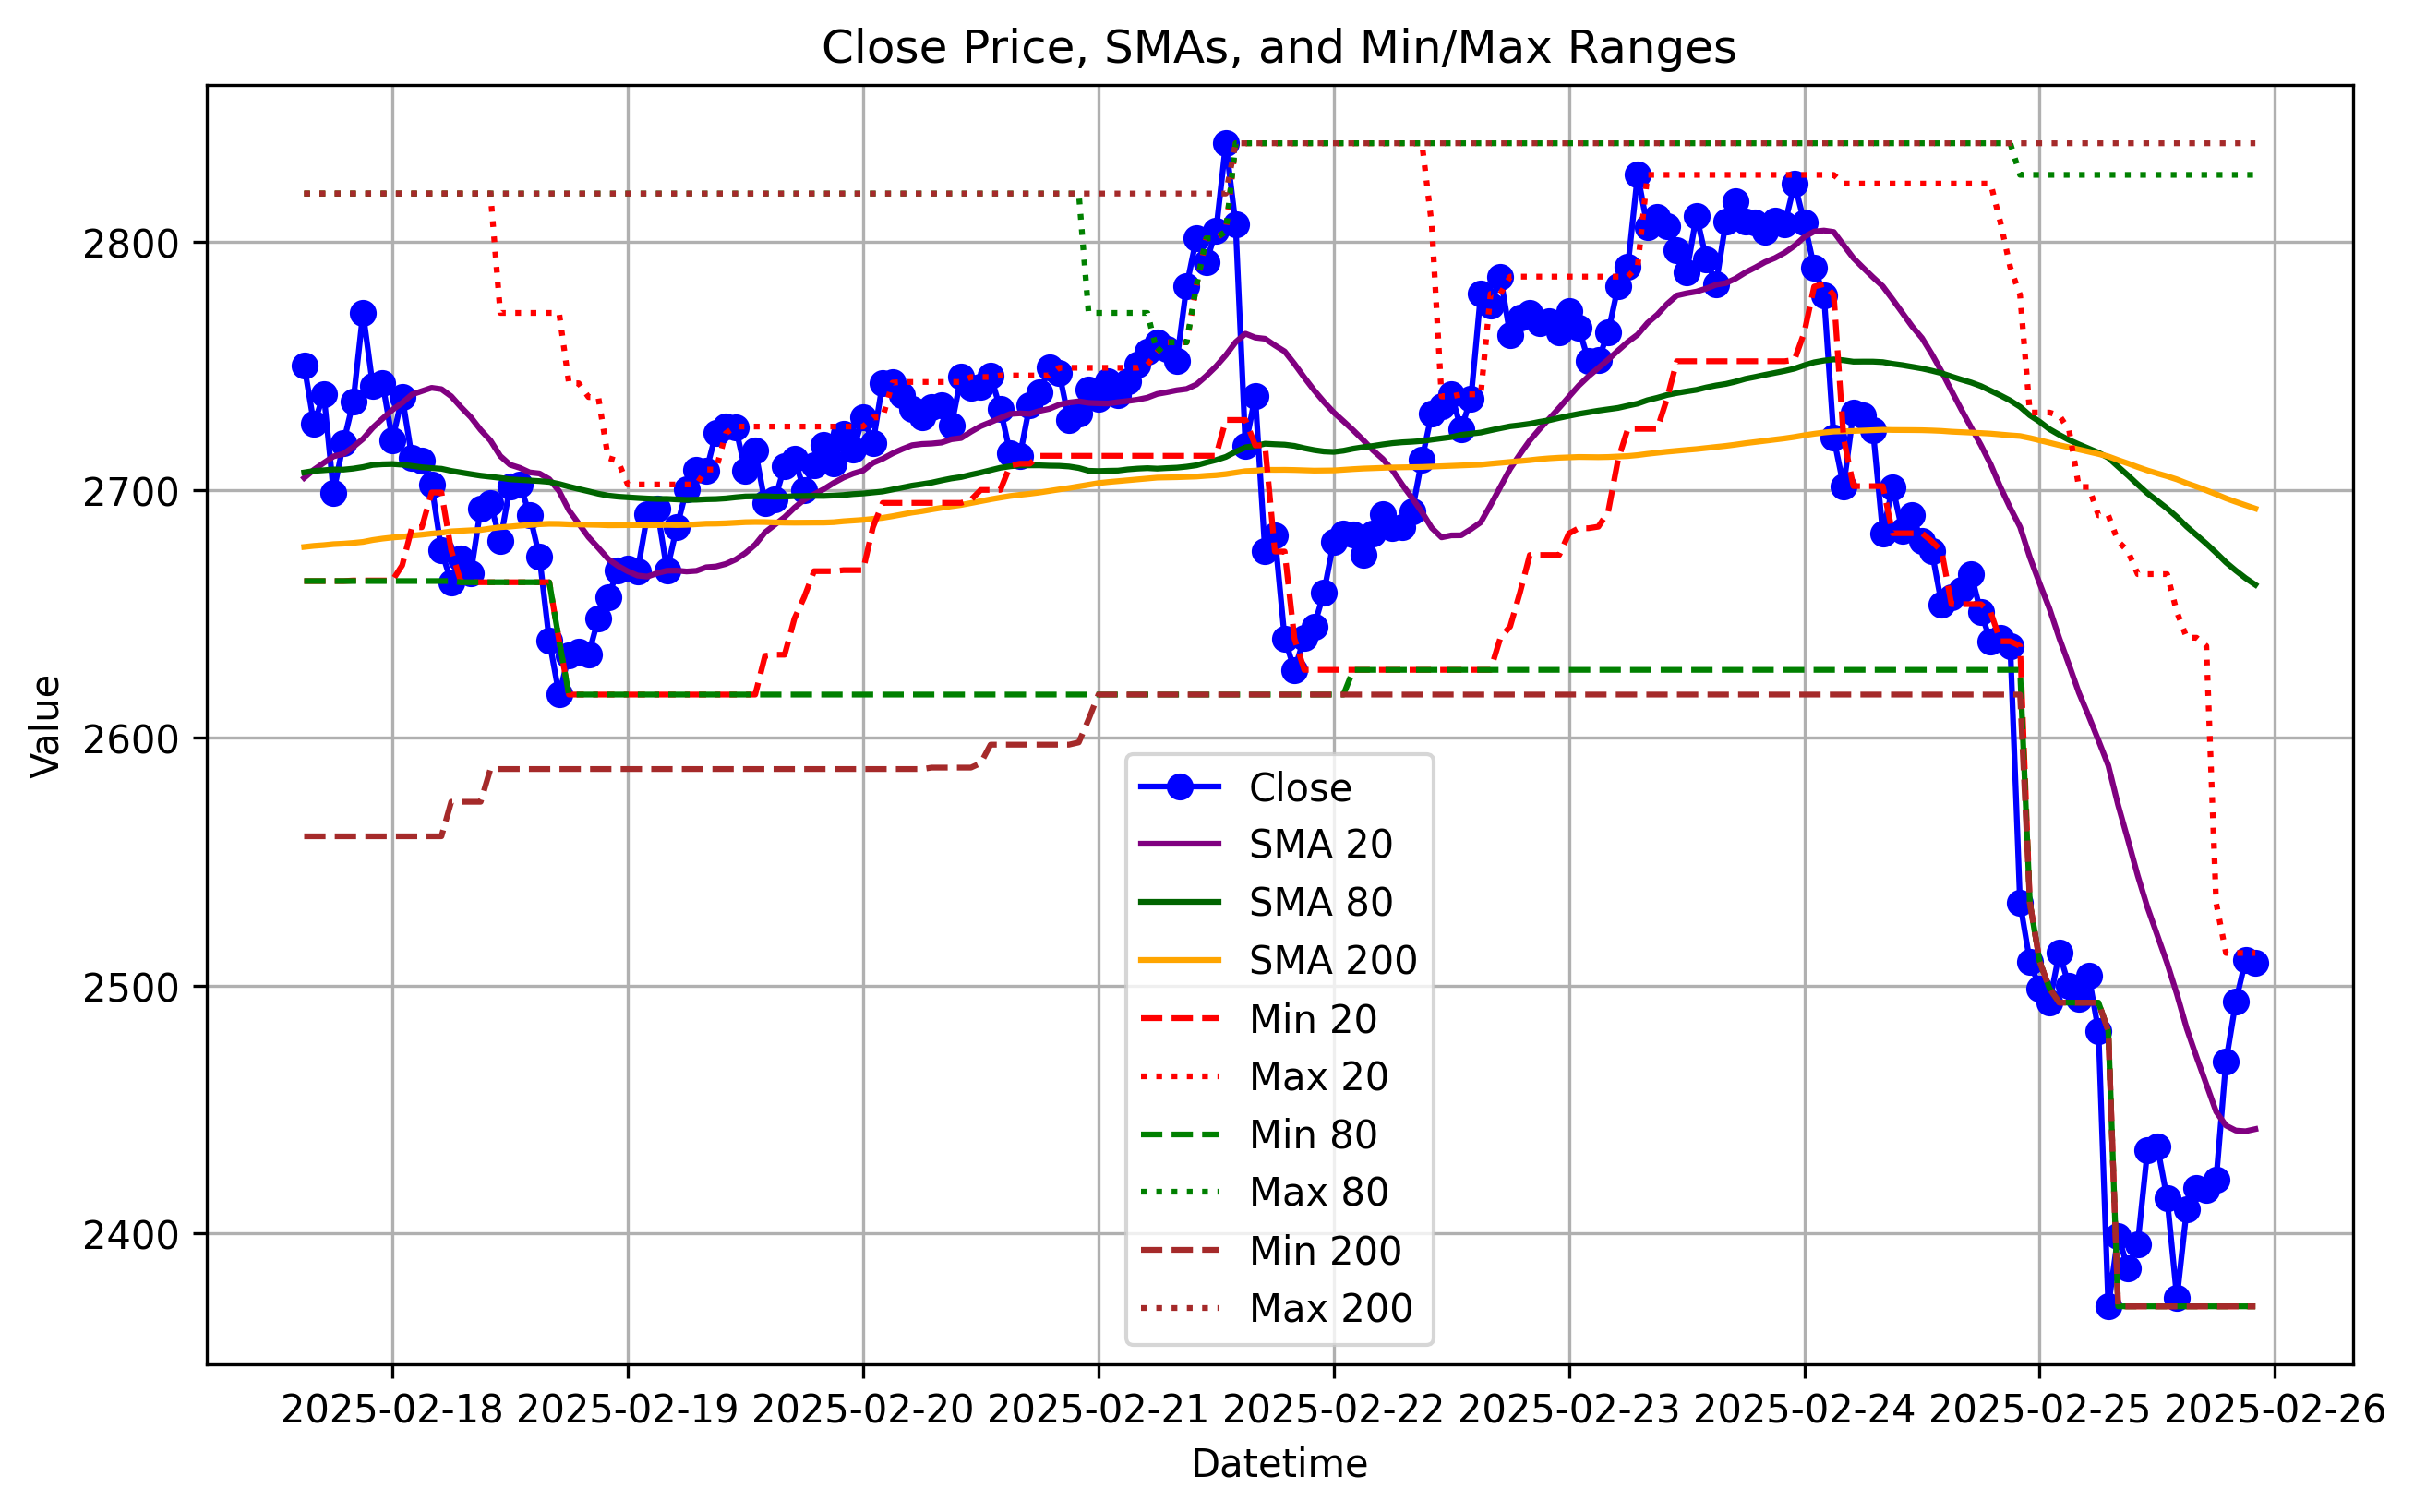 Close Price, SMAs, and Min/Max Ranges
Value
2800
2700
2600
2500
2400
Close
SMA 20
SMA 80
SMA 200
Min 20
Max 20
Min 80
Max 80
Min 200
Max 200
2025-02-18 2025-02-19 2025-02-20 2025-02-21 2025-02-22 2025-02-23 2025-02-24 2025-02-25 2025-02-26
Datetime